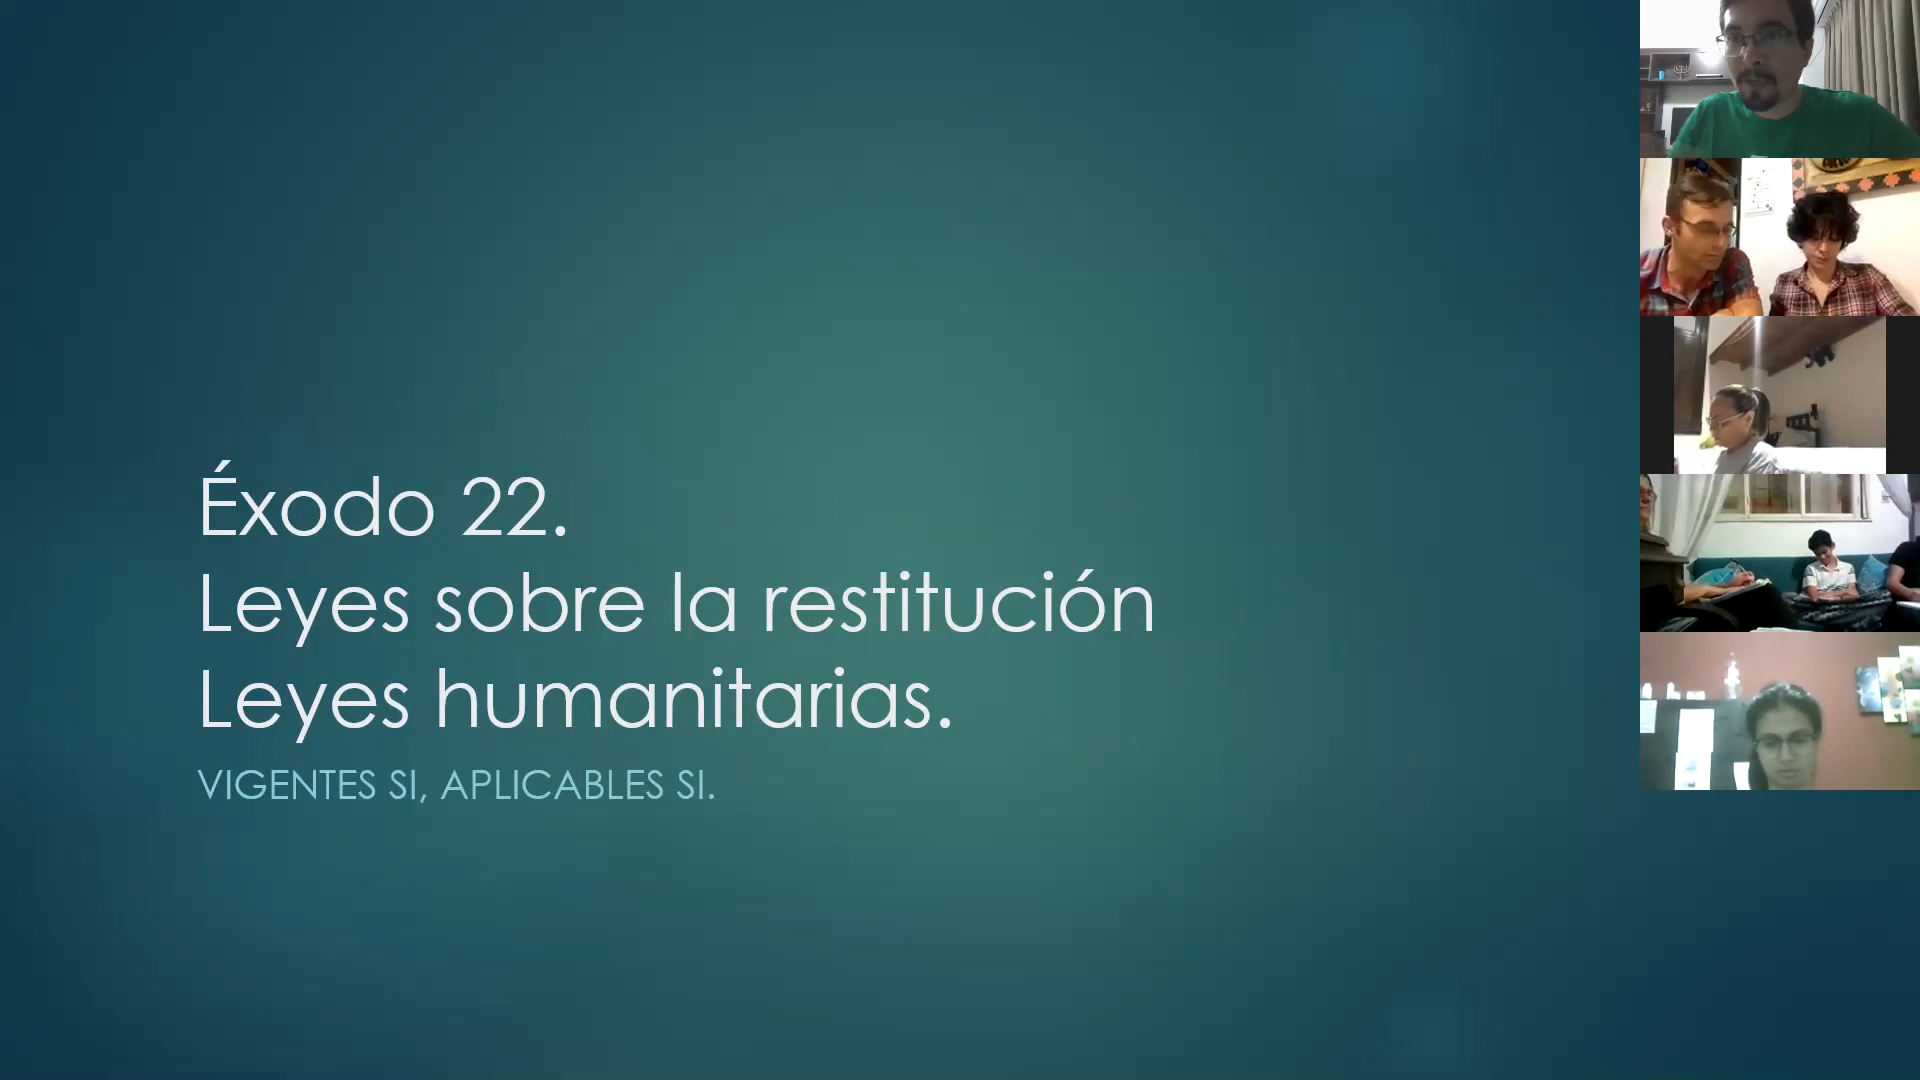 Éxodo 22.
Leyes sobre la restitución
Leyes humanitarias.
VIGENTES SI, APLICABLES SI.